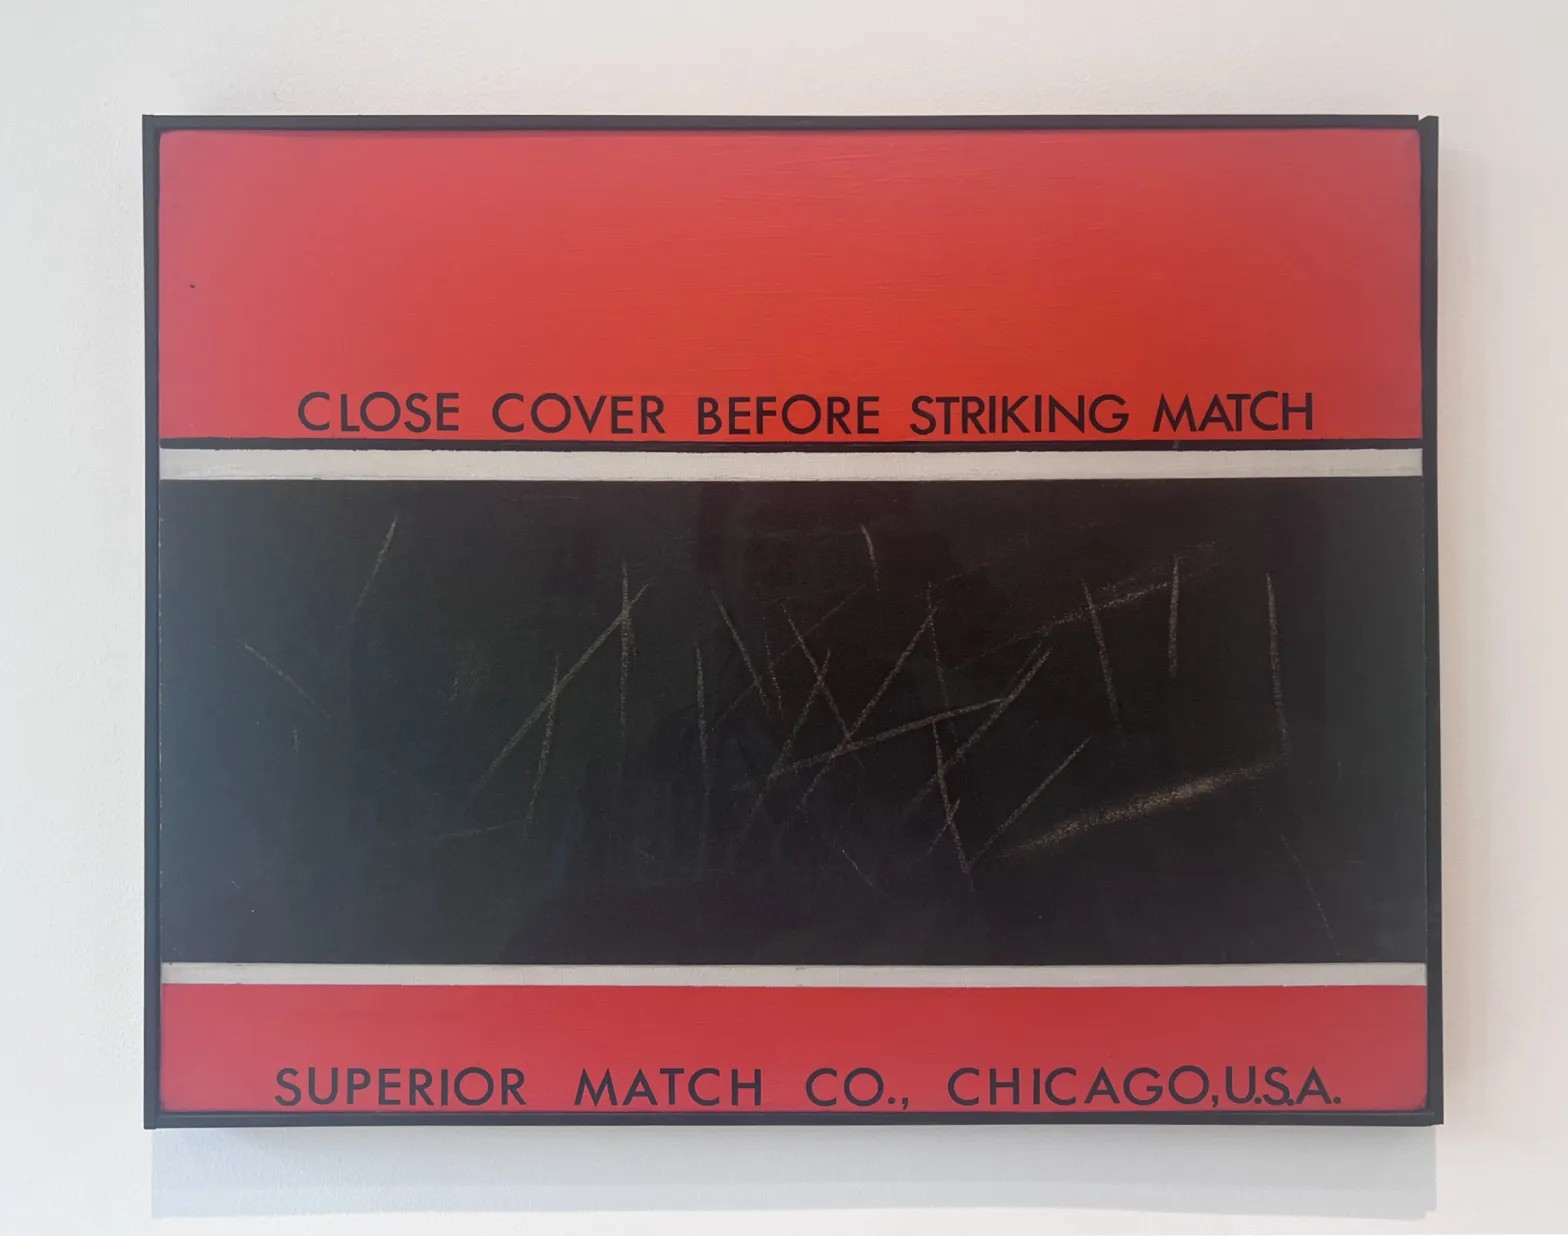 CLOSE COVER BEFORE STRIKING MATCH
SUPERIOR MATCH CO., CHICAGO, U.S.A.